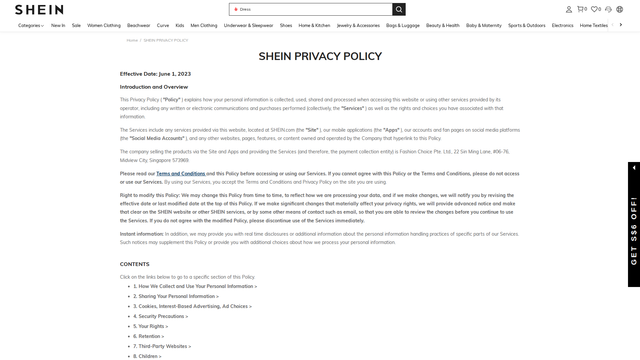 SHEIN
Dress
0
0
Categories
New In
Sale
Women Clothing
Beachwear
Curve
Kids
Men Clothing
Underwear & Sleepwear
Shoes
Home & Kitchen
Jewelry & Accessories
Bags & Luggage
Beauty & Health
Baby & Maternity
Sports & Outdoors
Electronics
Home Textiles
Home / SHEIN PRIVACY POLICY
SHEIN PRIVACY POLICY
Effective Date: June 1, 2023
Introduction and Overview
This Privacy Policy ( "Policy" ) explains how your personal information is collected, used, shared and processed when accessing this website or using other services provided by its
operator, including any written or electronic communications and purchases performed (collectively, the "Services" ) as well as the rights and choices you have associated with that
information.
The Services include any services provided via this website, located at SHEIN.com (the "Site" ), our mobile applications (the "Apps" ), our accounts and fan pages on social media platforms
(the "Social Media Accounts" ), and any other websites, pages, features, or content owned and operated by the Company that hyperlink to this Policy.
The company selling the products via the Site and Apps and providing the Services (and therefore, the payment collection entity) is Fashion Choice Pte. Ltd., 22 Sin Ming Lane, #06-76,
Midview City, Singapore 573969.
Please read our Terms and Conditions and this Policy before accessing or using our Services. If you cannot agree with this Policy or the Terms and Conditions, please do not access
or use our Services. By using our Services, you accept the Terms and Conditions and Privacy Policy on the site you are using.
Right to modify this Policy: We may change this Policy from time to time, to reflect how we are processing your data, and if we make changes, we will notify you by revising the
effective date or last modified date at the top of this Policy. If we make significant changes that materially affect your privacy rights, we will provide advanced notice and make
that clear on the SHEIN website or other SHEIN services, or by some other means of contact such as email, so that you are able to review the changes before you continue to use
the Services. If you do not agree with the modified Policy, please discontinue use of the Services immediately.
Instant information: In addition, we may provide you with real time disclosures or additional information about the personal information handling practices of specific parts of our Services.
Such notices may supplement this Policy or provide you with additional choices about how we process your personal information.
CONTENTS
Click on the links below to go to a specific section of this Policy.
• 1. How We Collect and Use Your Personal Information >
• 2. Sharing Your Personal Information >
• 3. Cookies, Interest-Based Advertising, Ad Choices >
• 4. Security Precautions >
• 5. Your Rights >
• 6. Retention >
• 7. Third-Party Websites >
• 8. Children >
GET S$6 OFF!